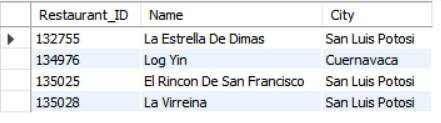 Restaurant_ID Name City
132755 La Estrella De Dimas San Luis Potosi
134976 Log Yin Cuernavaca
135025 El Rincon De San Francisco San Luis Potosi
135028 La Virreina San Luis Potosi